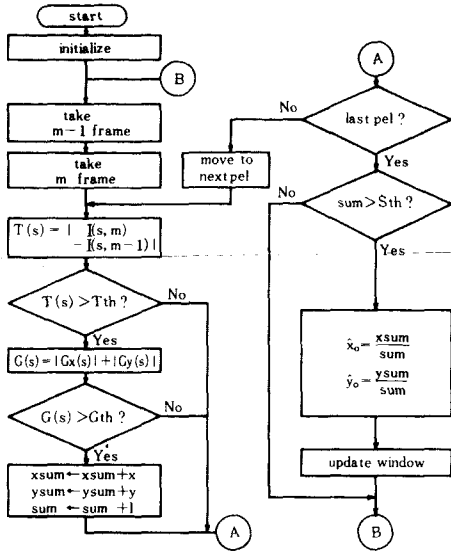 start
initialize
B
take
m-1 frame
take
m frame
T(s) = | I(s, m)
- I(s, m-1) |
T(s) > Tth ?
No
Yes
G(s) = |Gx(s)| + |Gy(s)|
G(s) > Gth ?
No
Yes
xsum ← xsum + x
ysum ← ysum + y
sum ← sum + 1
A
A
No
last pel ?
move to
next pel
Yes
No
sum > Sth ?
Yes
x̂o = xsum
sum
ŷo = ysum
sum
update window
B